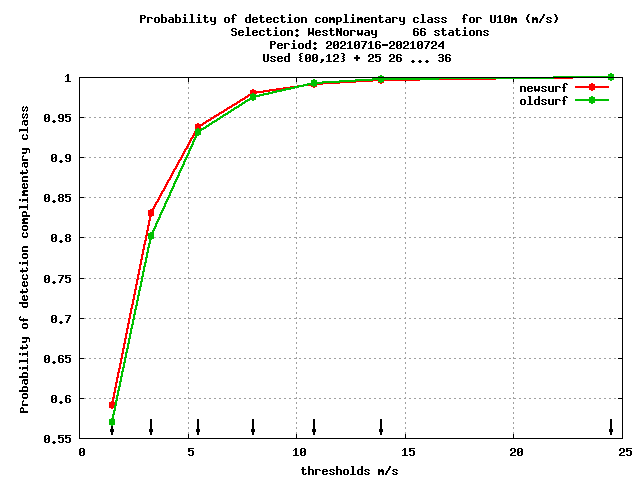 Probability of detection complimentary class  for U10m (m/s)
Selection: WestNorway     66 stations
Period: 20210716-20210724
Used {00,12} + 25 26 ... 36
newsurf
oldsurf
Probability of detection complimentary class
1
0.95
0.9
0.85
0.8
0.75
0.7
0.65
0.6
0.55
0 5 10 15 20 25
thresholds m/s